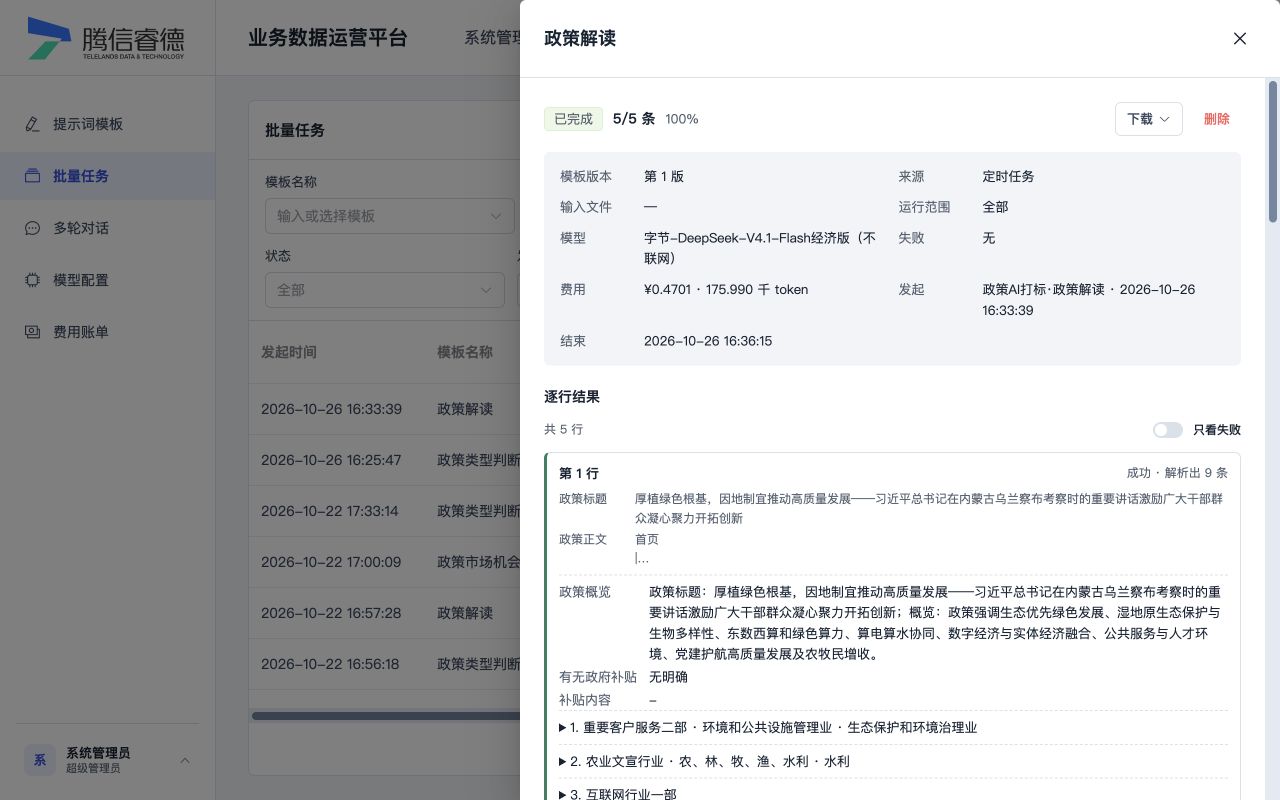 腾信睿德
TELELANDS DATA & TECHNOLOGY
业务数据运营平台
系统管理
提示词模板
批量任务
多轮对话
模型配置
费用账单
系
系统管理员
超级管理员
批量任务
模板名称
输入或选择模板
状态
全部
发起时间 模板名称
2026-10-26 16:33:39 政策解读
2026-10-26 16:25:47 政策类型判断
2026-10-22 17:33:14 政策类型判断
2026-10-22 17:00:09 政策市场机会
2026-10-22 16:57:28 政策解读
2026-10-22 16:56:18 政策类型判断
政策解读
已完成 5/5 条 100% 下载 删除
模板版本 第 1 版 来源 定时任务
输入文件 — 运行范围 全部
模型 字节-DeepSeek-V4.1-Flash经济版（不 失败 无
联网）
费用 ¥0.4701 · 175.990 千 token 发起 政策AI打标·政策解读 · 2026-10-26
16:33:39
结束 2026-10-26 16:36:15
逐行结果
共 5 行 只看失败
第 1 行 成功 · 解析出 9 条
政策标题 厚植绿色根基，因地制宜推动高质量发展——习近平总书记在内蒙古乌兰察布考察时的重要讲话激励广大干部群
众凝心聚力开拓创新
政策正文 首页
|...
政策概览 政策标题：厚植绿色根基，因地制宜推动高质量发展——习近平总书记在内蒙古乌兰察布考察时的重
要讲话激励广大干部群众凝心聚力开拓创新；概览：政策强调生态优先绿色发展、湿地原生态保护与
生物多样性、东数西算和绿色算力、算电算水协同、数字经济与实体经济融合、公共服务与人才环
境、党建护航高质量发展及农牧民增收。
有无政府补贴 无明确
补贴内容 –
1. 重要客户服务二部 · 环境和公共设施管理业 · 生态保护和环境治理业
2. 农业文宣行业 · 农、林、牧、渔、水利 · 水利
3. 互联网行业一部